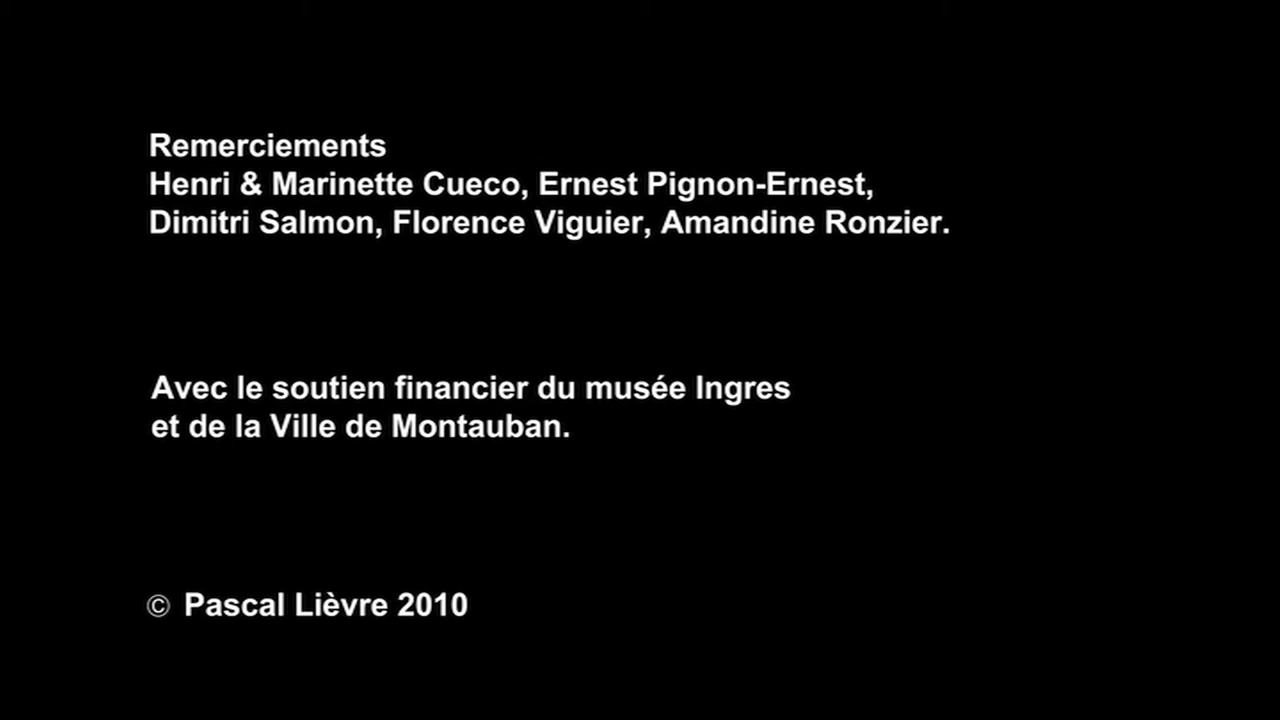 Remerciements
Henri & Marinette Cueco, Ernest Pignon-Ernest,
Dimitri Salmon, Florence Viguier, Amandine Ronzier.
Avec le soutien financier du musée Ingres
et de la Ville de Montauban.
© Pascal Lièvre 2010